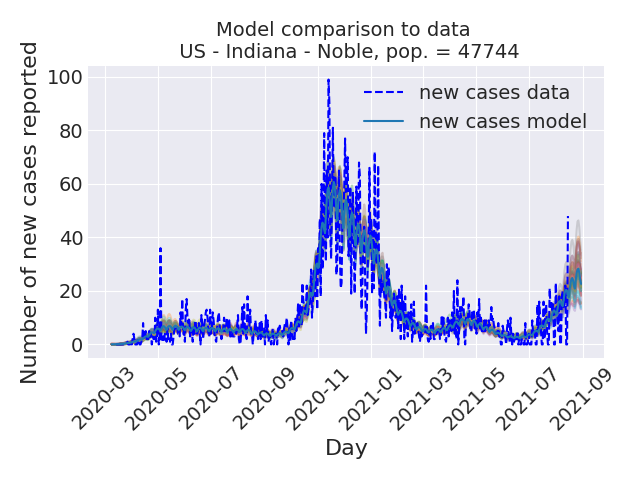 Model comparison to data
US - Indiana - Noble, pop. = 47744
Number of new cases reported
100
80
60
40
20
0
new cases data
new cases model
2020-03
2020-05
2020-07
2020-09
2020-11
2021-01
2021-03
2021-05
2021-07
2021-09
Day